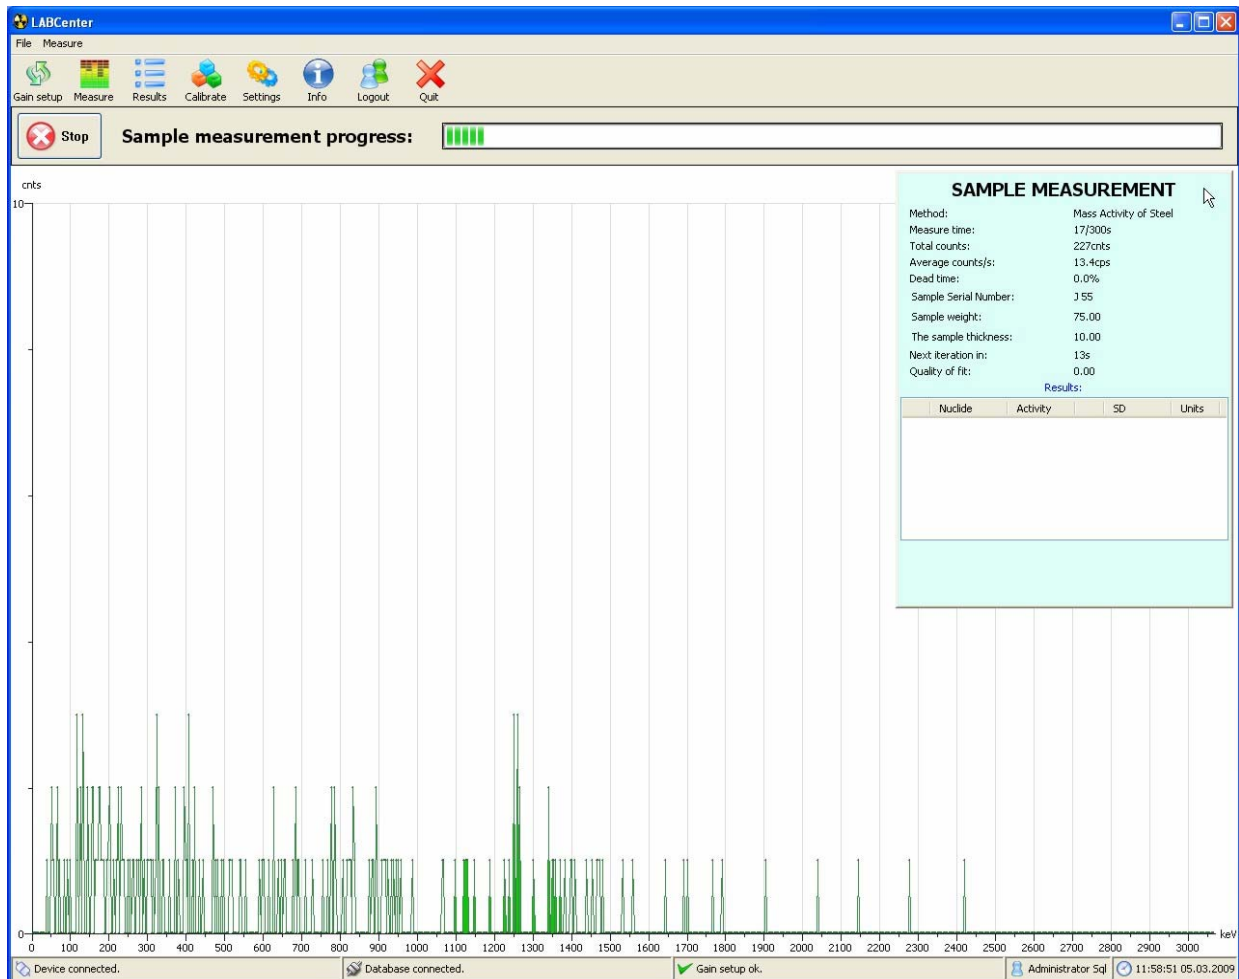 LABCenter
File Measure
Gain setup Measure Results Calibrate Settings Info Logout Quit
Stop Sample measurement progress:
cnts
10
SAMPLE MEASUREMENT
Method: Mass Activity of Steel
Measure time: 17/300s
Total counts: 227cnts
Average counts/s: 13.4cps
Dead time: 0.0%
Sample Serial Number: J 55
Sample weight: 75.00
The sample thickness: 10.00
Next iteration in: 13s
Quality of fit: 0.00
Results:
Nuclide Activity SD Units
0
0 100 200 300 400 500 600 700 800 900 1000 1100 1200 1300 1400 1500 1600 1700 1800 1900 2000 2100 2200 2300 2400 2500 2600 2700 2800 2900 3000 keV
Device connected. Database connected. Gain setup ok. Administrator Sql 11:58:51 05.03.2009